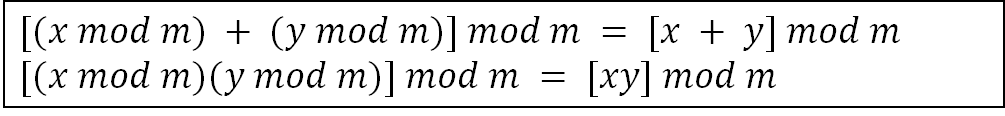 [(x mod m) + (y mod m)] mod m = [x + y] mod m
[(x mod m)(y mod m)] mod m = [xy] mod m